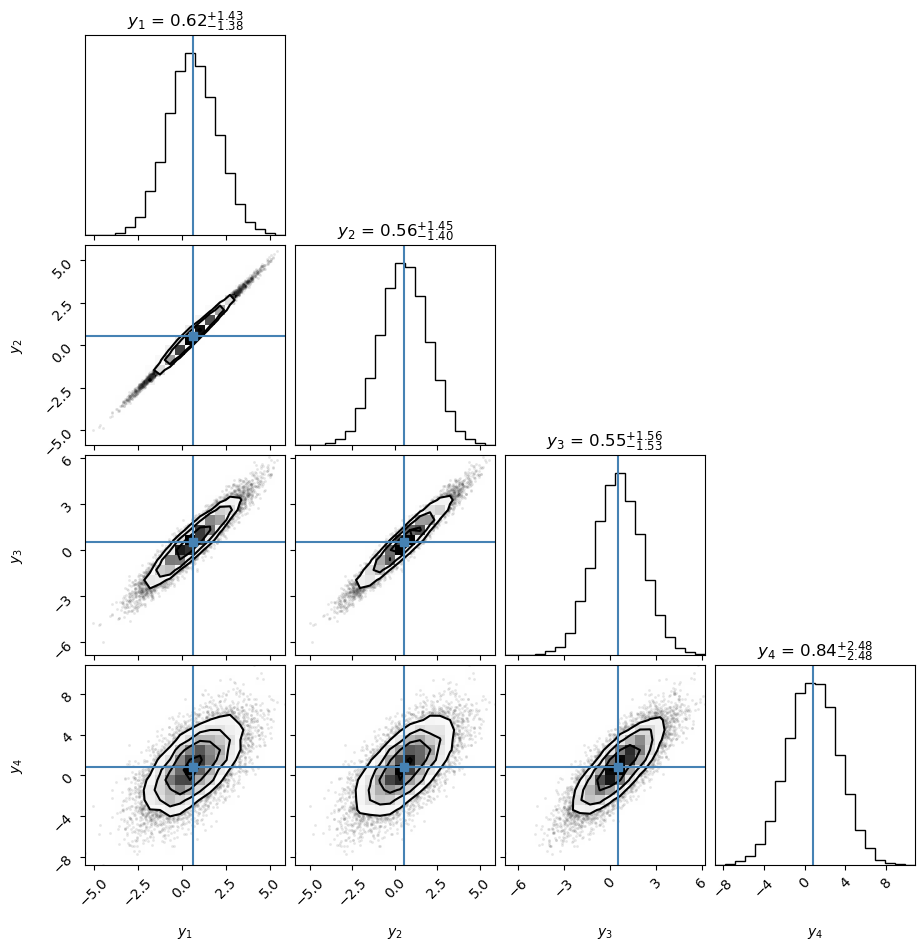 y₁ = 0.62+1.43−1.38
y₂ = 0.56+1.45−1.40
5.0
2.5
0.0
−2.5
−5.0
y₂
y₃ = 0.55+1.56−1.53
6
3
0
−3
−6
y₃
y₄ = 0.84+2.48−2.48
8
4
0
−4
−8
y₄
−5.0 −2.5 0.0 2.5 5.0 −5.0 −2.5 0.0 2.5 5.0 −6 −3 0 3 6 −8 −4 0 4 8
y₁ y₂ y₃ y₄